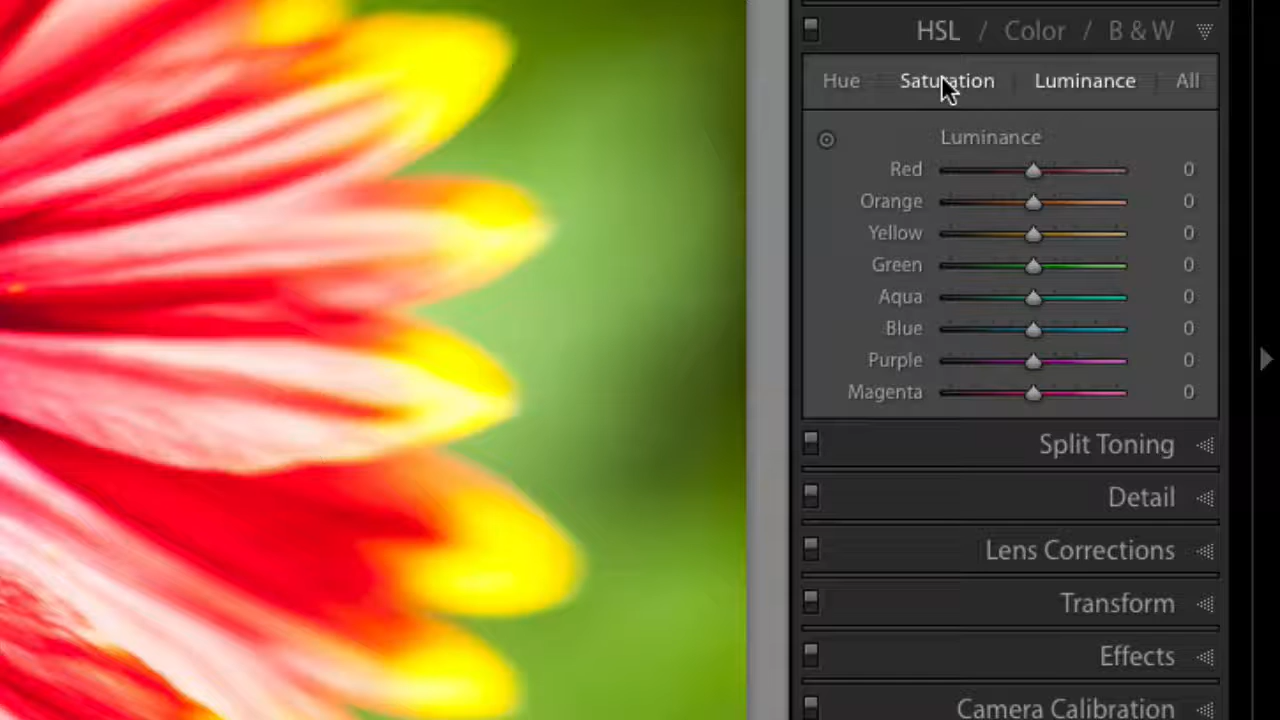 HSL / Color / B & W
Hue Saturation Luminance All
Luminance
Red 0
Orange 0
Yellow 0
Green 0
Aqua 0
Blue 0
Purple 0
Magenta 0
Split Toning
Detail
Lens Corrections
Transform
Effects
Camera Calibration